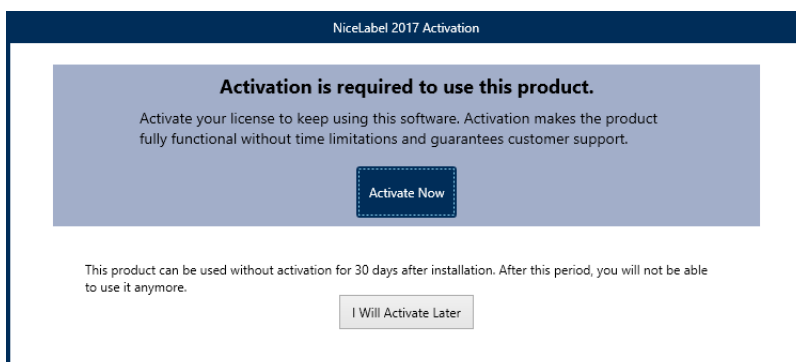 NiceLabel 2017 Activation
Activation is required to use this product.
Activate your license to keep using this software. Activation makes the product
fully functional without time limitations and guarantees customer support.
Activate Now
This product can be used without activation for 30 days after installation. After this period, you will not be able
to use it anymore.
I Will Activate Later